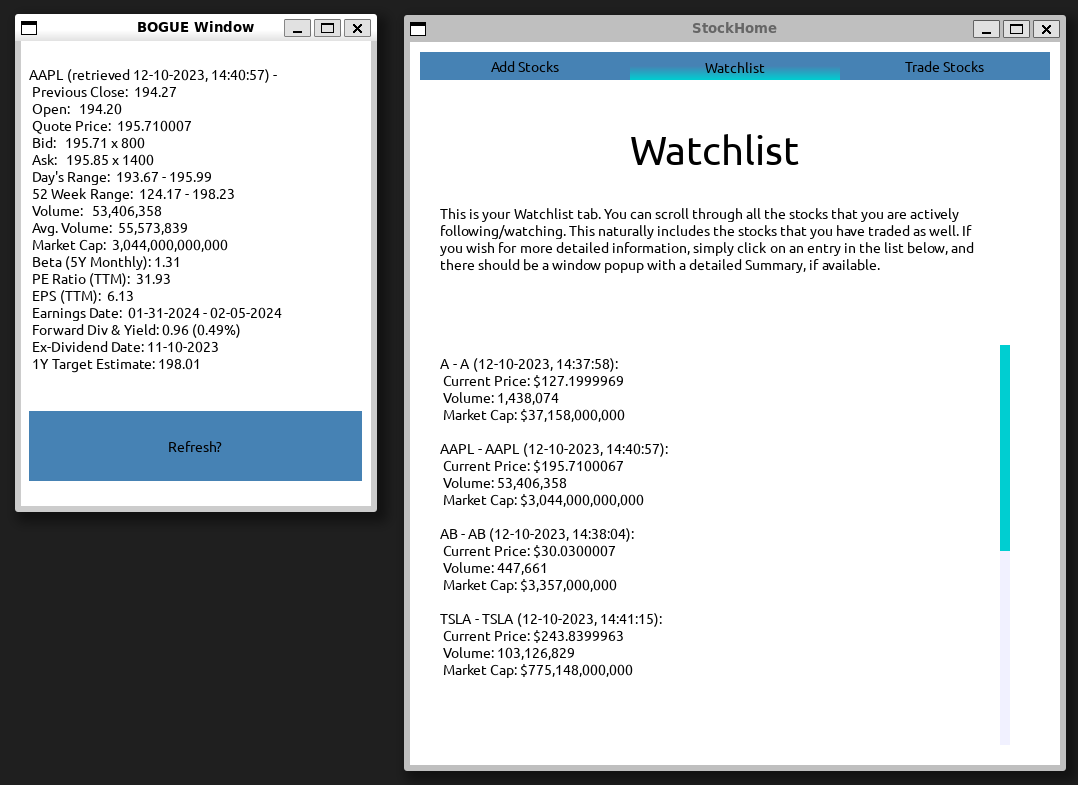 BOGUE Window
AAPL (retrieved 12-10-2023, 14:40:57) -
Previous Close: 194.27
Open: 194.20
Quote Price: 195.710007
Bid: 195.71 x 800
Ask: 195.85 x 1400
Day's Range: 193.67 - 195.99
52 Week Range: 124.17 - 198.23
Volume: 53,406,358
Avg. Volume: 55,573,839
Market Cap: 3,044,000,000,000
Beta (5Y Monthly): 1.31
PE Ratio (TTM): 31.93
EPS (TTM): 6.13
Earnings Date: 01-31-2024 - 02-05-2024
Forward Div & Yield: 0.96 (0.49%)
Ex-Dividend Date: 11-10-2023
1Y Target Estimate: 198.01
Refresh?
StockHome
Add Stocks
Watchlist
Trade Stocks
Watchlist
This is your Watchlist tab. You can scroll through all the stocks that you are actively
following/watching. This naturally includes the stocks that you have traded as well. If
you wish for more detailed information, simply click on an entry in the list below, and
there should be a window popup with a detailed Summary, if available.
A - A (12-10-2023, 14:37:58):
Current Price: $127.1999969
Volume: 1,438,074
Market Cap: $37,158,000,000
AAPL - AAPL (12-10-2023, 14:40:57):
Current Price: $195.7100067
Volume: 53,406,358
Market Cap: $3,044,000,000,000
AB - AB (12-10-2023, 14:38:04):
Current Price: $30.0300007
Volume: 447,661
Market Cap: $3,357,000,000
TSLA - TSLA (12-10-2023, 14:41:15):
Current Price: $243.8399963
Volume: 103,126,829
Market Cap: $775,148,000,000